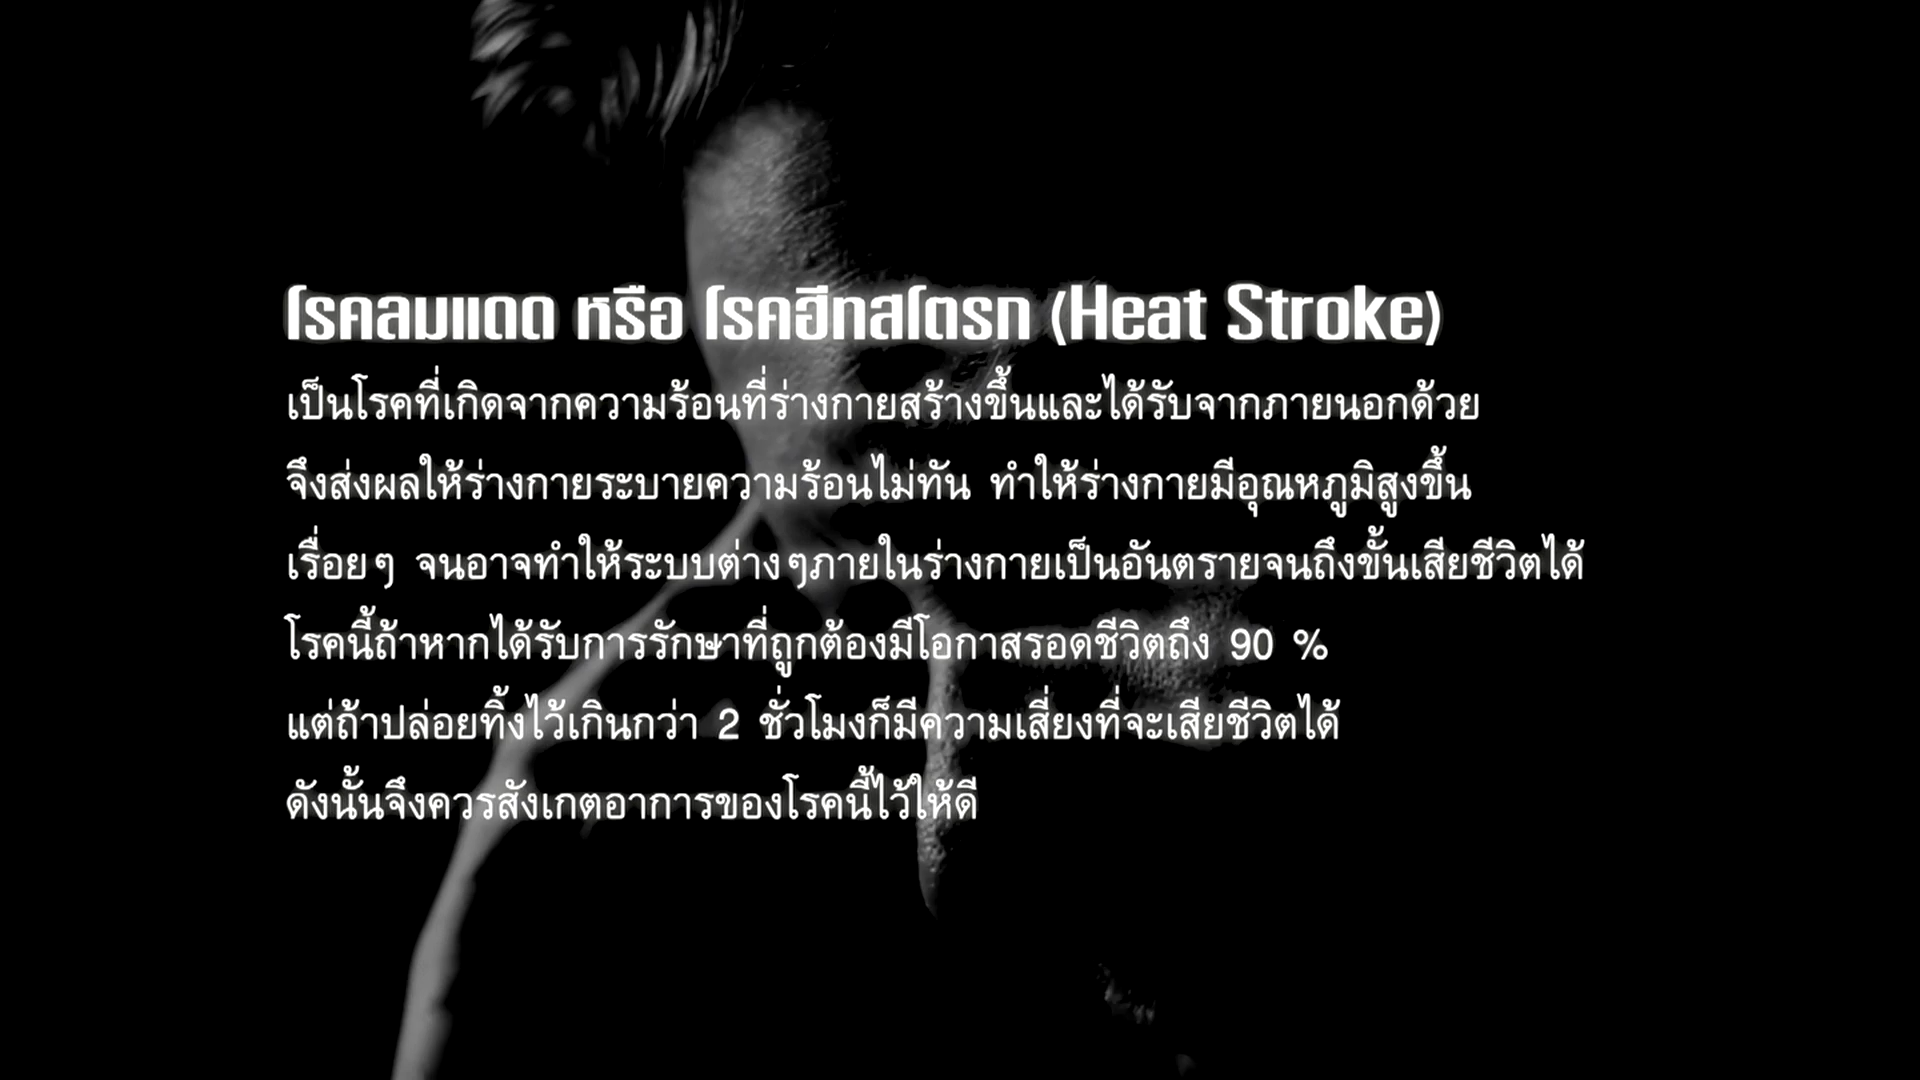 โรคลมแดด หรือ โรคฮีทสโตรก (Heat Stroke)
เป็นโรคที่เกิดจากความร้อนที่ร่างกายสร้างขึ้นและได้รับจากภายนอกด้วย
จึงส่งผลให้ร่างกายระบายความร้อนไม่ทัน ทำให้ร่างกายมีอุณหภูมิสูงขึ้น
เรื่อยๆ จนอาจทำให้ระบบต่างๆภายในร่างกายเป็นอันตรายจนถึงขั้นเสียชีวิตได้
โรคนี้ถ้าหากได้รับการรักษาที่ถูกต้องมีโอกาสรอดชีวิตถึง 90 %
แต่ถ้าปล่อยทิ้งไว้เกินกว่า 2 ชั่วโมงก็มีความเสี่ยงที่จะเสียชีวิตได้
ดังนั้นจึงควรสังเกตอาการของโรคนี้ไว้ให้ดี